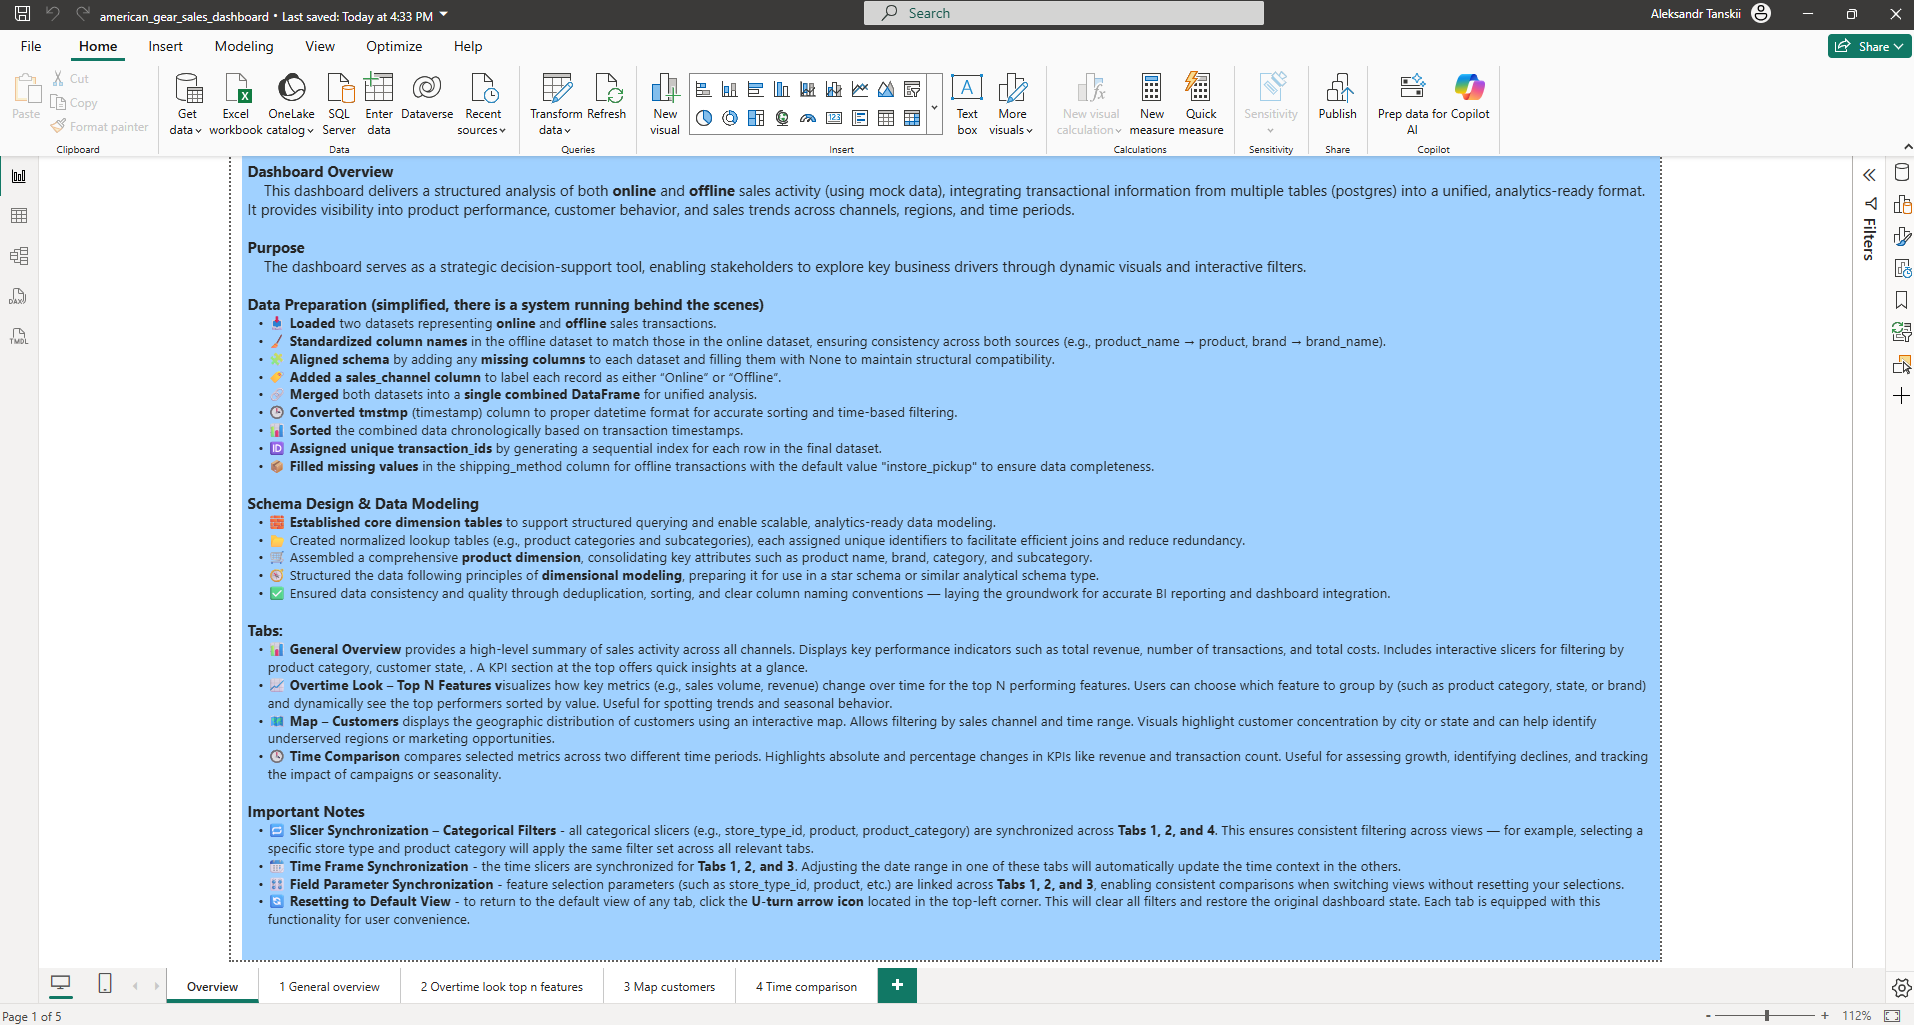 american_gear_sales_dashboard • Last saved: Today at 4:33 PM
Search
Aleksandr Tanskii
File
Home
Insert
Modeling
View
Optimize
Help
Share
Paste
Cut
Copy
Format painter
Clipboard
Get data
Excel workbook
OneLake catalog
SQL Server
Enter data
Dataverse
Recent sources
Data
Transform data
Refresh
Queries
New visual
Text box
More visuals
Insert
New visual calculation
New measure
Quick measure
Calculations
Sensitivity
Sensitivity
Publish
Share
Prep data for AI
Copilot
Copilot
DAX
TMDL
Filters
Dashboard Overview
This dashboard delivers a structured analysis of both online and offline sales activity (using mock data), integrating transactional information from multiple tables (postgres) into a unified, analytics-ready format.
It provides visibility into product performance, customer behavior, and sales trends across channels, regions, and time periods.
Purpose
The dashboard serves as a strategic decision-support tool, enabling stakeholders to explore key business drivers through dynamic visuals and interactive filters.
Data Preparation (simplified, there is a system running behind the scenes)
• 📥 Loaded two datasets representing online and offline sales transactions.
• 🖌 Standardized column names in the offline dataset to match those in the online dataset, ensuring consistency across both sources (e.g., product_name → product, brand → brand_name).
• 🧩 Aligned schema by adding any missing columns to each dataset and filling them with None to maintain structural compatibility.
• 🏷 Added a sales_channel column to label each record as either “Online” or “Offline”.
• 🔗 Merged both datasets into a single combined DataFrame for unified analysis.
• 🕒 Converted tmstmp (timestamp) column to proper datetime format for accurate sorting and time-based filtering.
• 📊 Sorted the combined data chronologically based on transaction timestamps.
• 🆔 Assigned unique transaction_ids by generating a sequential index for each row in the final dataset.
• 📦 Filled missing values in the shipping_method column for offline transactions with the default value "instore_pickup" to ensure data completeness.
Schema Design & Data Modeling
• 🧱 Established core dimension tables to support structured querying and enable scalable, analytics-ready data modeling.
• 📁 Created normalized lookup tables (e.g., product categories and subcategories), each assigned unique identifiers to facilitate efficient joins and reduce redundancy.
• 🛒 Assembled a comprehensive product dimension, consolidating key attributes such as product name, brand, category, and subcategory.
• 🧭 Structured the data following principles of dimensional modeling, preparing it for use in a star schema or similar analytical schema type.
• ✅ Ensured data consistency and quality through deduplication, sorting, and clear column naming conventions — laying the groundwork for accurate BI reporting and dashboard integration.
Tabs:
• 📊 General Overview provides a high-level summary of sales activity across all channels. Displays key performance indicators such as total revenue, number of transactions, and total costs. Includes interactive slicers for filtering by
product category, customer state, . A KPI section at the top offers quick insights at a glance.
• 📈 Overtime Look – Top N Features visualizes how key metrics (e.g., sales volume, revenue) change over time for the top N performing features. Users can choose which feature to group by (such as product category, state, or brand)
and dynamically see the top performers sorted by value. Useful for spotting trends and seasonal behavior.
• 🗺 Map – Customers displays the geographic distribution of customers using an interactive map. Allows filtering by sales channel and time range. Visuals highlight customer concentration by city or state and can help identify
underserved regions or marketing opportunities.
• 🕒 Time Comparison compares selected metrics across two different time periods. Highlights absolute and percentage changes in KPIs like revenue and transaction count. Useful for assessing growth, identifying declines, and tracking
the impact of campaigns or seasonality.
Important Notes
• 🔁 Slicer Synchronization – Categorical Filters - all categorical slicers (e.g., store_type_id, product, product_category) are synchronized across Tabs 1, 2, and 4. This ensures consistent filtering across views — for example, selecting a
specific store type and product category will apply the same filter set across all relevant tabs.
• 📅 Time Frame Synchronization - the time slicers are synchronized for Tabs 1, 2, and 3. Adjusting the date range in one of these tabs will automatically update the time context in the others.
• 🎛 Field Parameter Synchronization - feature selection parameters (such as store_type_id, product, etc.) are linked across Tabs 1, 2, and 3, enabling consistent comparisons when switching views without resetting your selections.
• 🔄 Resetting to Default View - to return to the default view of any tab, click the U-turn arrow icon located in the top-left corner. This will clear all filters and restore the original dashboard state. Each tab is equipped with this
functionality for user convenience.
Overview
1 General overview
2 Overtime look top n features
3 Map customers
4 Time comparison
+
Page 1 of 5
- + 112%